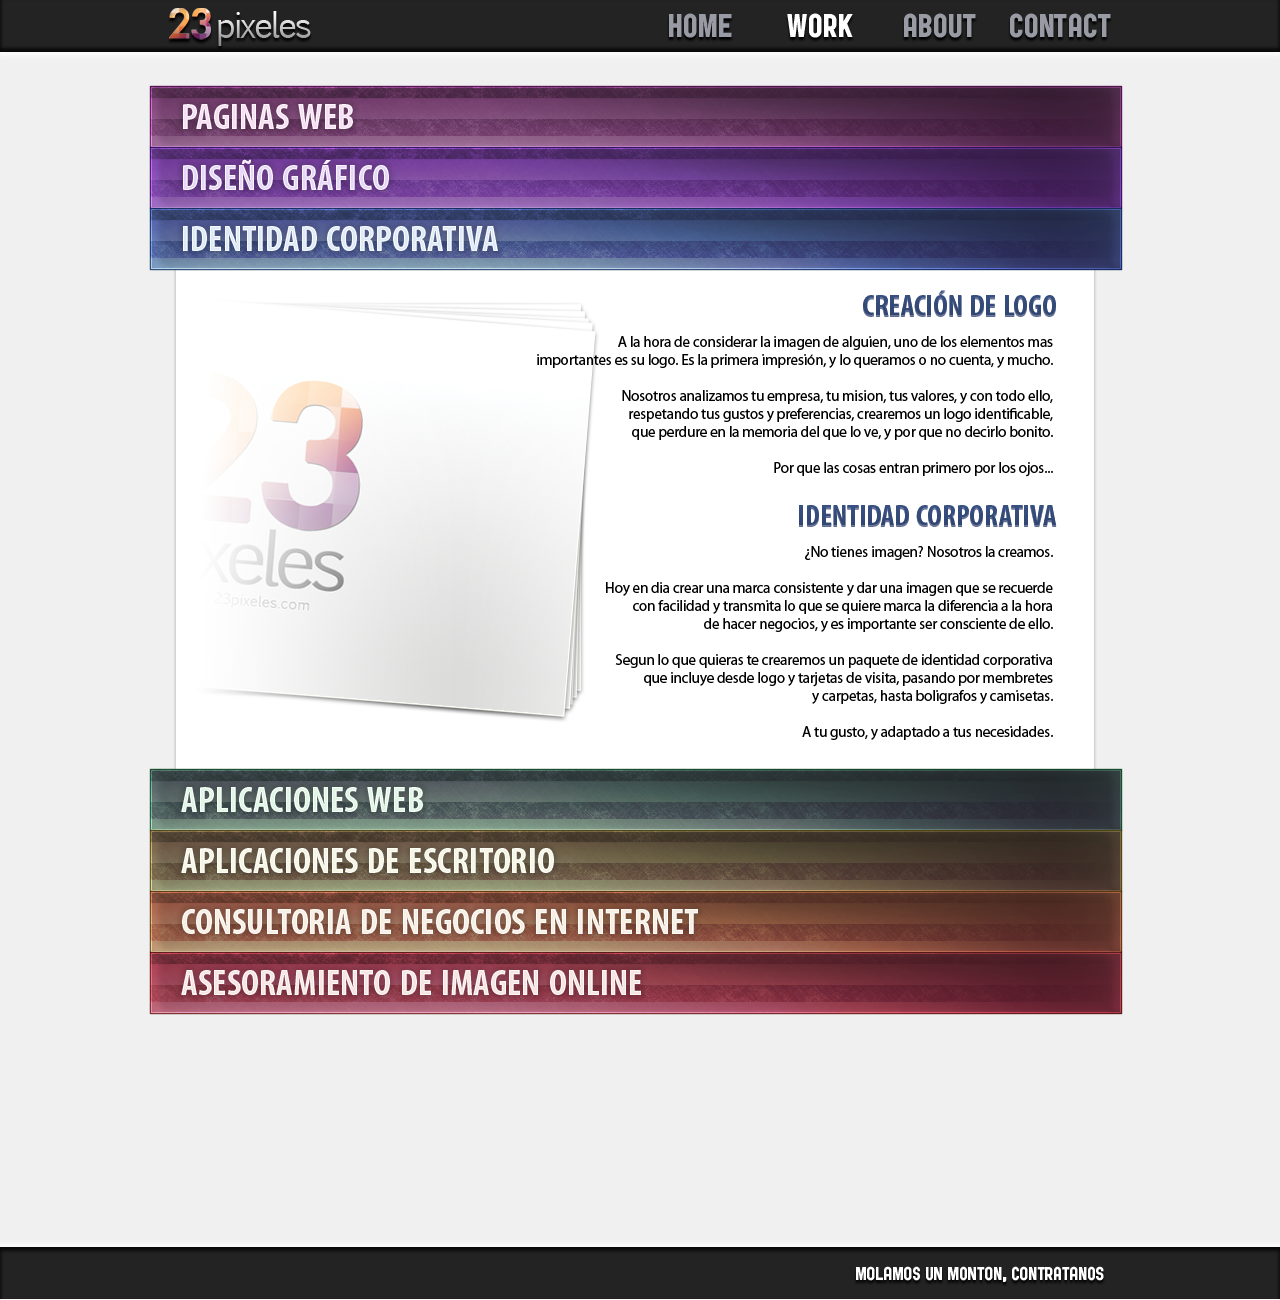 23 pixeles
HOME WORK ABOUT CONTACT
PAGINAS WEB
DISEÑO GRÁFICO
IDENTIDAD CORPORATIVA
CREACIÓN DE LOGO
A la hora de considerar la imagen de alguien, uno de los elementos mas
importantes es su logo. Es la primera impresión, y lo queramos o no cuenta, y mucho.
Nosotros analizamos tu empresa, tu mision, tus valores, y con todo ello,
respetando tus gustos y preferencias, crearemos un logo identificable,
que perdure en la memoria del que lo ve, y por que no decirlo bonito.
Por que las cosas entran primero por los ojos...
23
pixeles
23pixeles.com
IDENTIDAD CORPORATIVA
¿No tienes imagen? Nosotros la creamos.
Hoy en dia crear una marca consistente y dar una imagen que se recuerde
con facilidad y transmita lo que se quiere marca la diferencia a la hora
de hacer negocios, y es importante ser consciente de ello.
Segun lo que quieras te crearemos un paquete de identidad corporativa
que incluye desde logo y tarjetas de visita, pasando por membretes
y carpetas, hasta boligrafos y camisetas.
A tu gusto, y adaptado a tus necesidades.
APLICACIONES WEB
APLICACIONES DE ESCRITORIO
CONSULTORIA DE NEGOCIOS EN INTERNET
ASESORAMIENTO DE IMAGEN ONLINE
MOLAMOS UN MONTON, CONTRATANOS